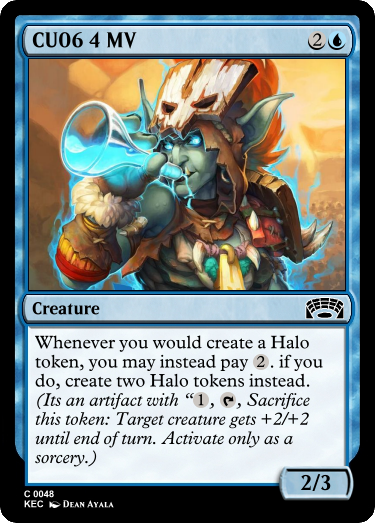 CU06 4 MV 2
Creature
Whenever you would create a Halo
token, you may instead pay 2. if you
do, create two Halo tokens instead.
(Its an artifact with “1, , Sacrifice
this token: Target creature gets +2/+2
until end of turn. Activate only as a
sorcery.)
2/3
C 0048
KEC Dean Ayala